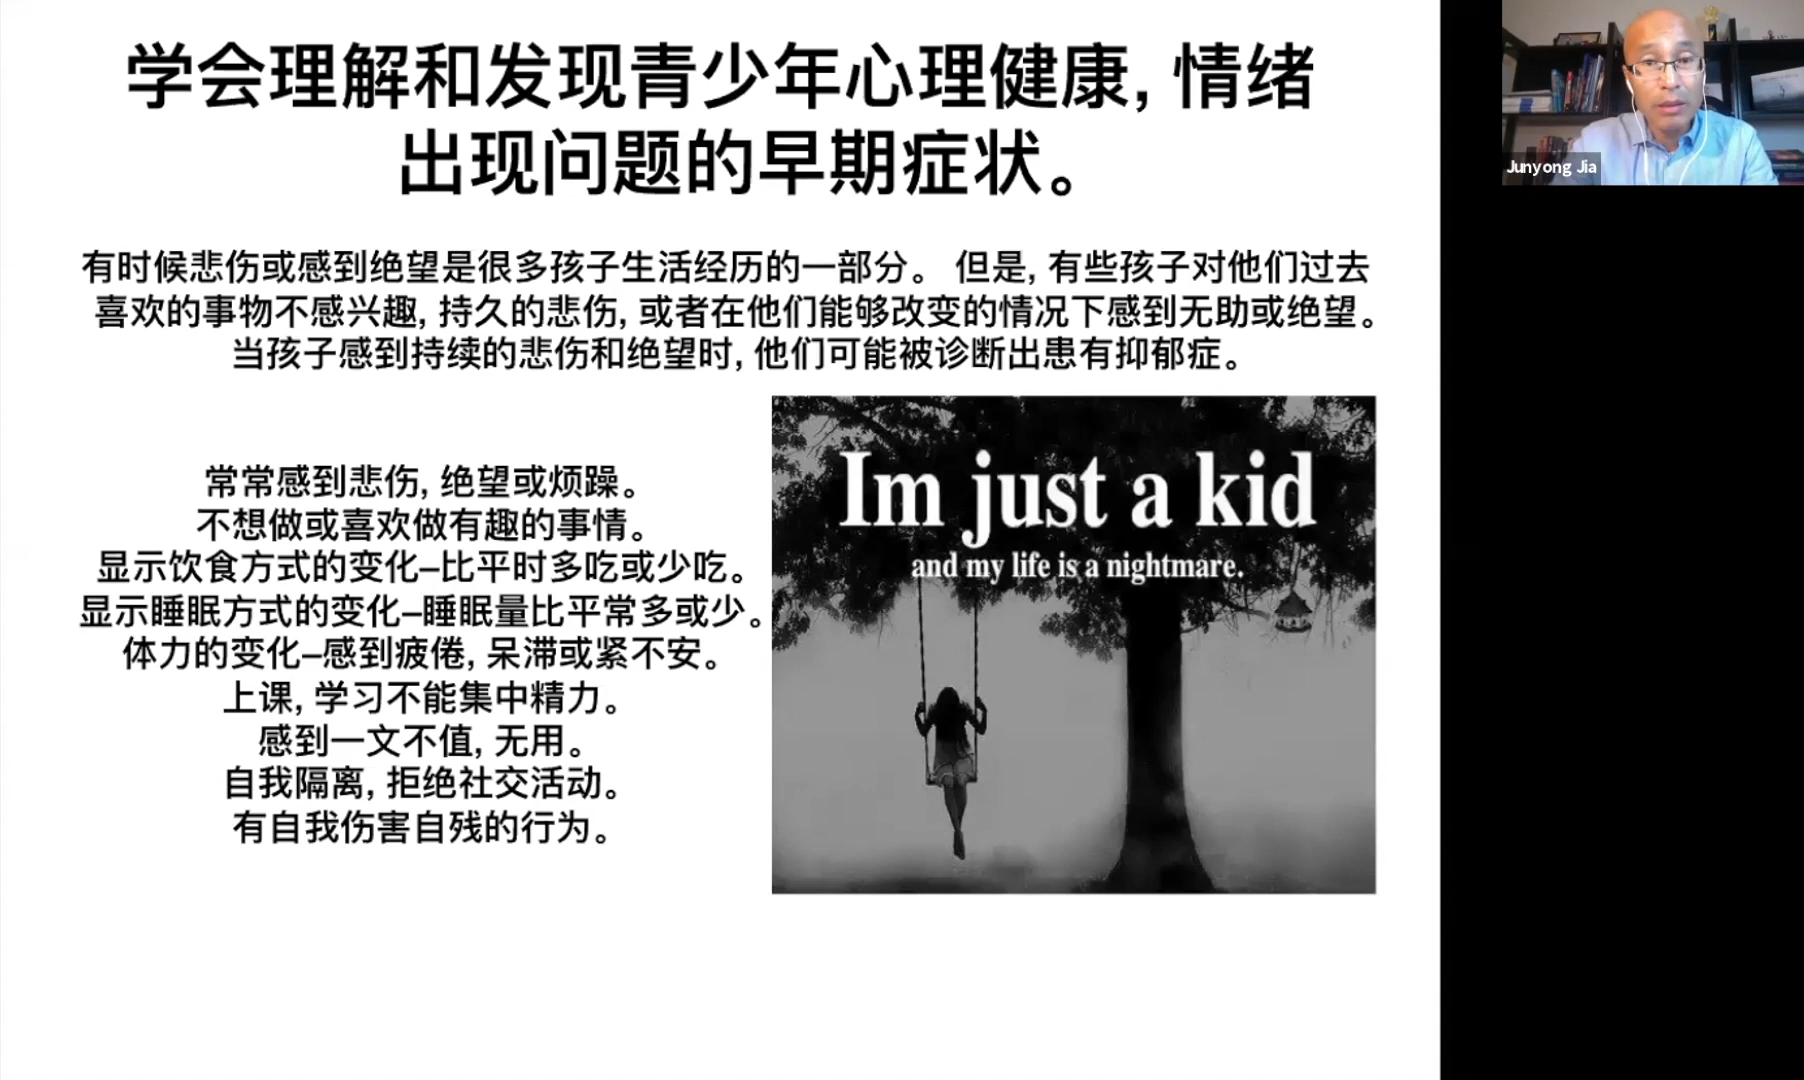 学会理解和发现青少年心理健康, 情绪
出现问题的早期症状。
有时候悲伤或感到绝望是很多孩子生活经历的一部分。 但是, 有些孩子对他们过去
喜欢的事物不感兴趣, 持久的悲伤, 或者在他们能够改变的情况下感到无助或绝望。
当孩子感到持续的悲伤和绝望时, 他们可能被诊断出患有抑郁症。
常常感到悲伤, 绝望或烦躁。
不想做或喜欢做有趣的事情。
显示饮食方式的变化–比平时多吃或少吃。
显示睡眠方式的变化–睡眠量比平常多或少。
体力的变化–感到疲倦, 呆滞或紧不安。
上课, 学习不能集中精力。
感到一文不值, 无用。
自我隔离, 拒绝社交活动。
有自我伤害自残的行为。
Im just a kid
and my life is a nightmare.
Junyong Jia